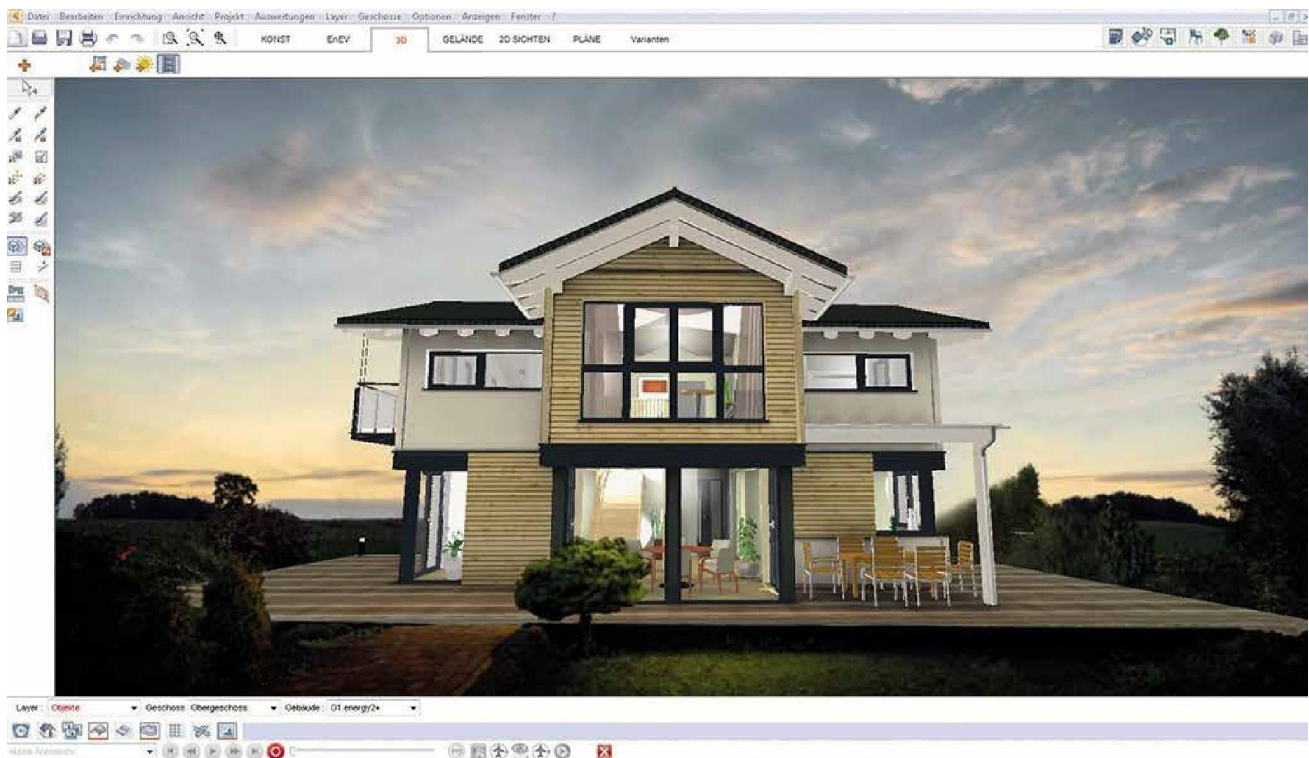 Datei Bearbeiten Einrichtung Ansicht Projekt Auswertungen Layer Geschosse Optionen Anzeigen Fenster ?
KONST EnEV 3D GELÄNDE 2D SICHTEN PLÄNE Varianten
Layer : Objekte Geschoss Obergeschoss Gebäude : 01 energy2+